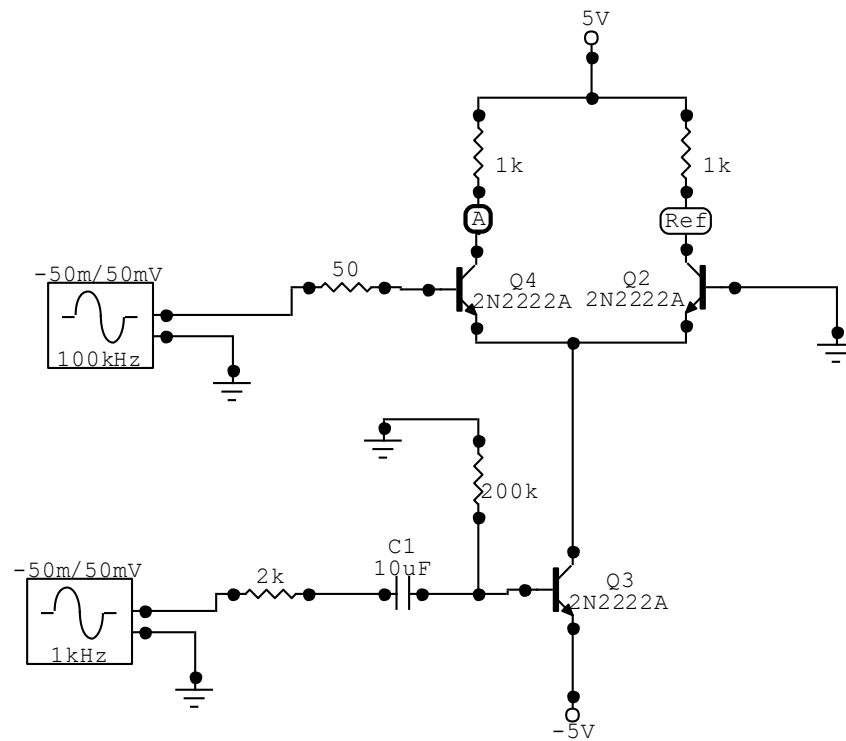 5V
1k
1k
A
Ref
-50m/50mV
100kHz
50
Q4
2N2222A
Q2
2N2222A
200k
C1
10uF
-50m/50mV
1kHz
2k
Q3
2N2222A
-5V